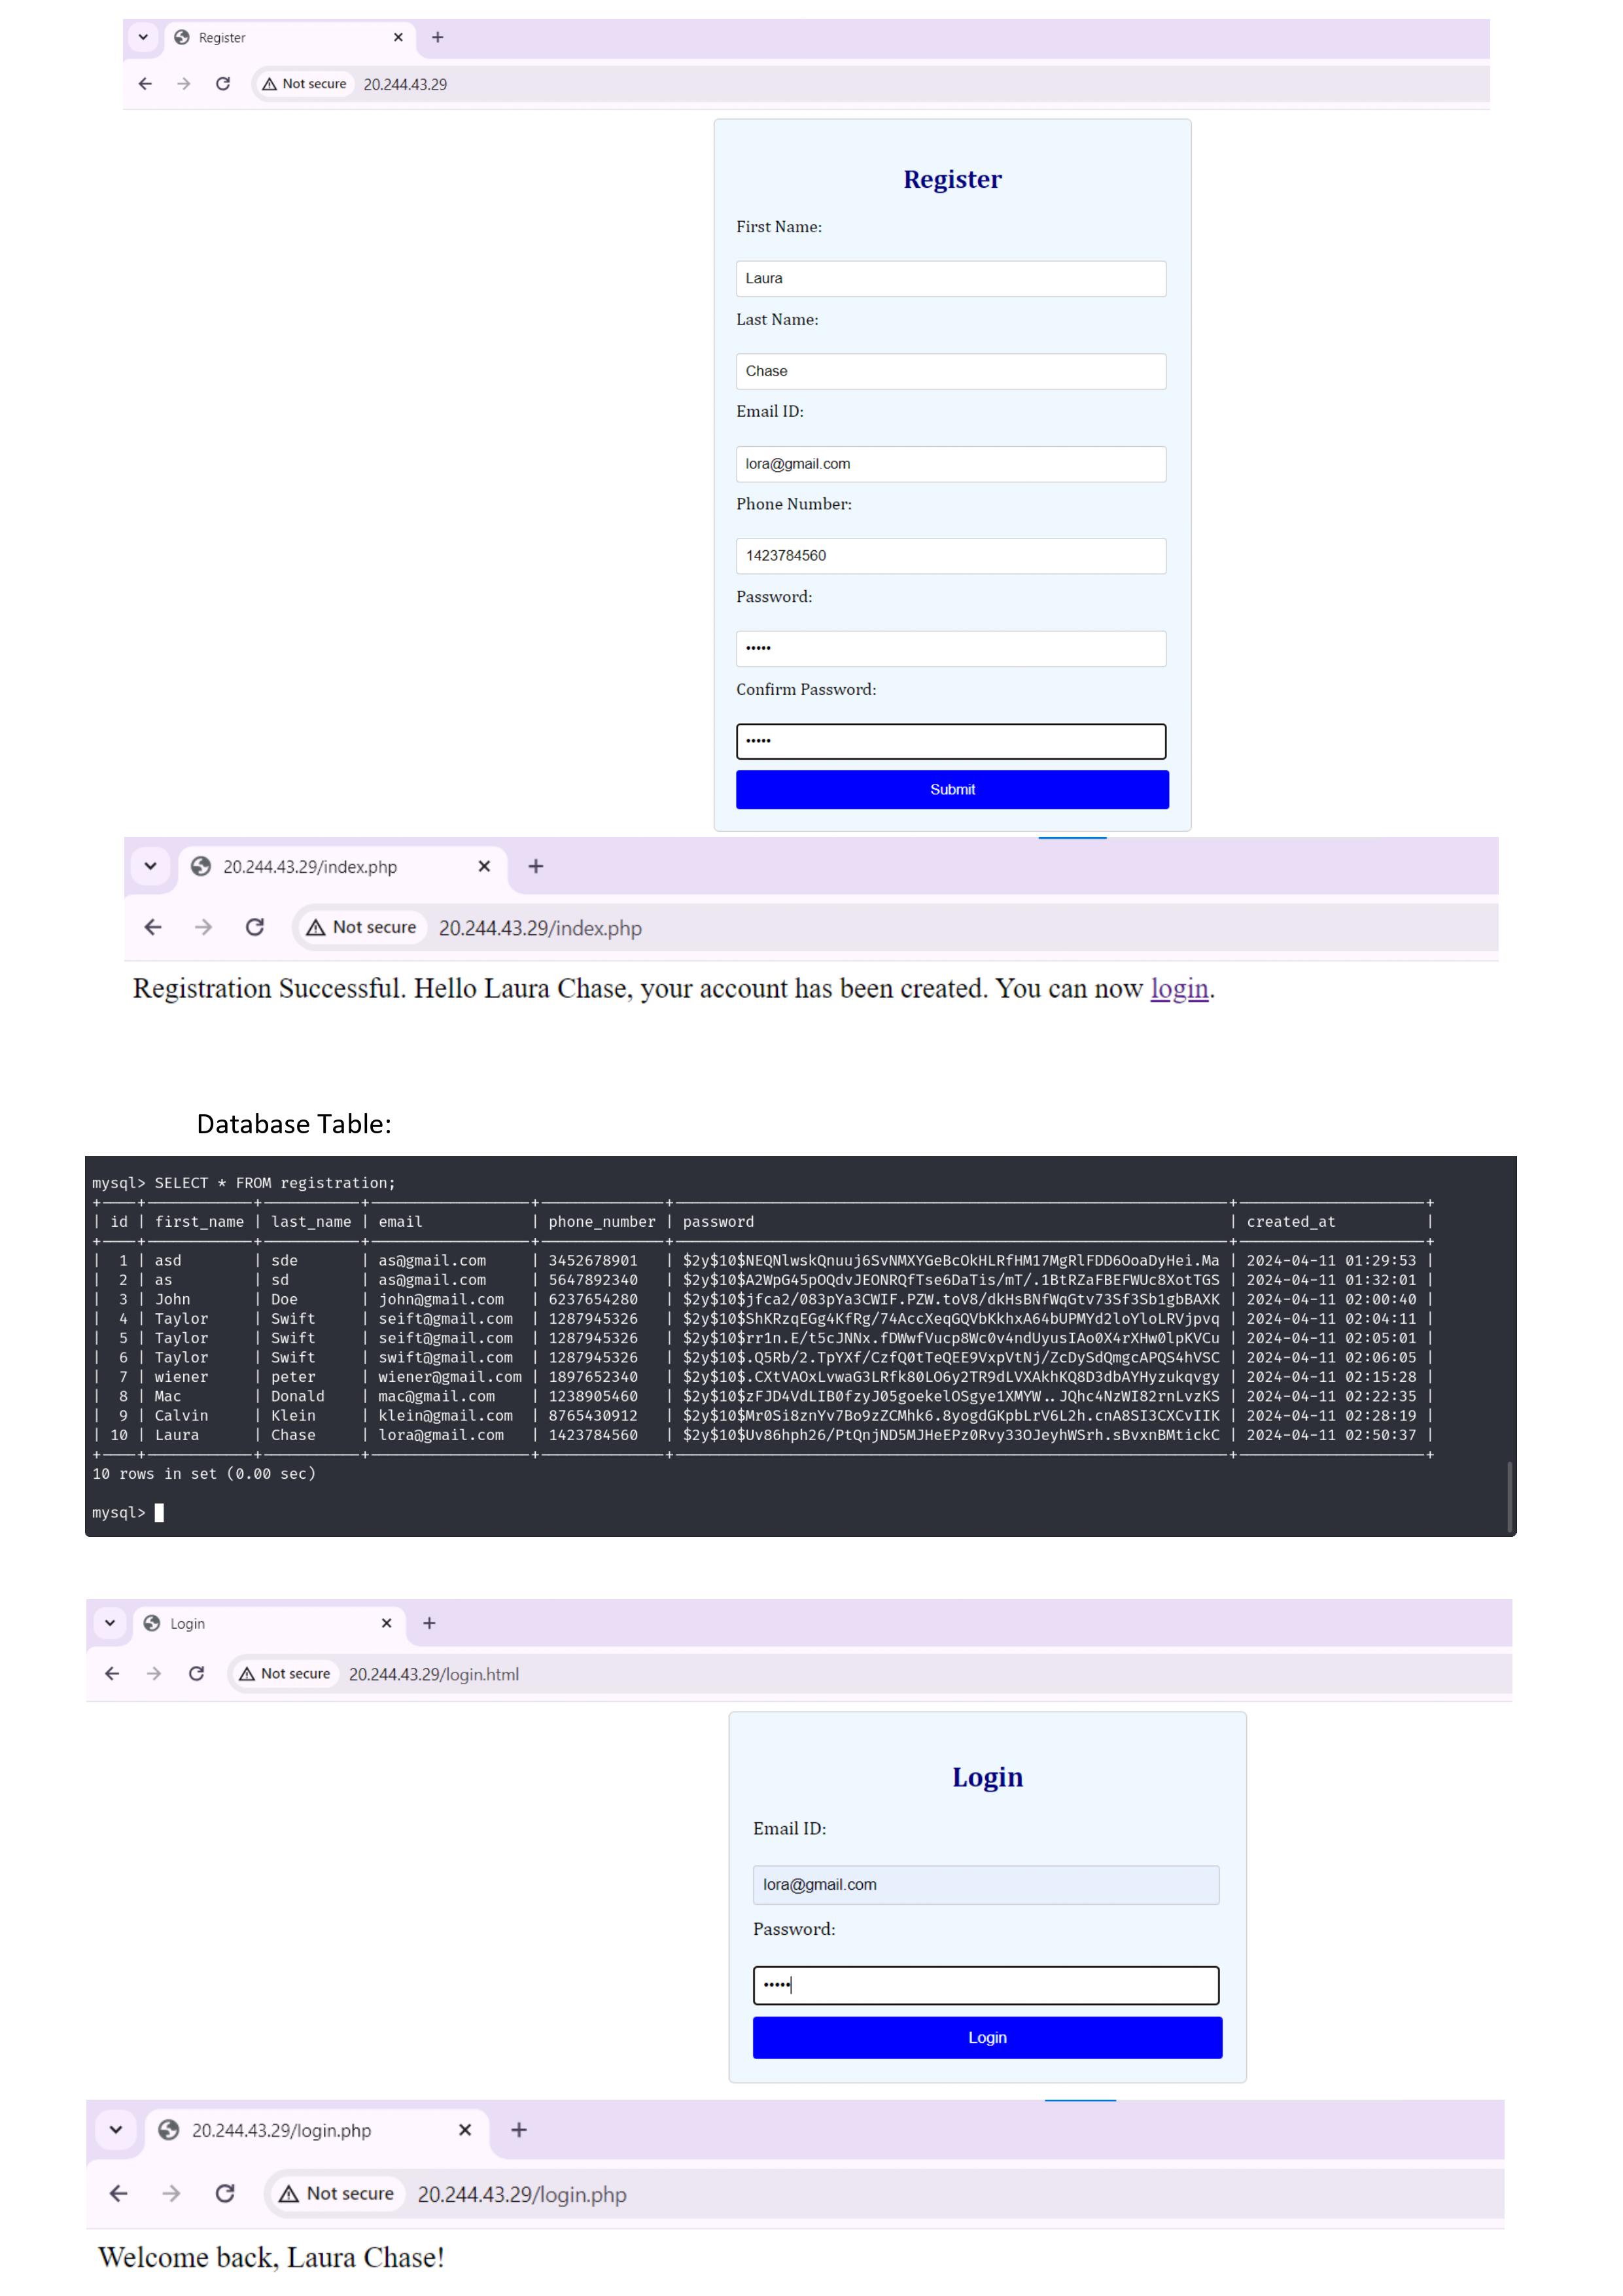 Register
Not secure 20.244.43.29
Register
First Name:
Laura
Last Name:
Chase
Email ID:
lora@gmail.com
Phone Number:
1423784560
Password:
•••••
Confirm Password:
•••••
Submit
20.244.43.29/index.php
Not secure 20.244.43.29/index.php
Registration Successful. Hello Laura Chase, your account has been created. You can now login.
Database Table:
mysql> SELECT * FROM registration;
| id | first_name | last_name | email | phone_number | password | created_at |
| 1 | asd | sde | as@gmail.com | 3452678901 | $2y$10$NEQNlwskQnuuj6SvNMXYGeBcOkHLRfHM17MgRlFDD6OoaDyHei.Ma | 2024-04-11 01:29:53 |
| 2 | as | sd | as@gmail.com | 5647892340 | $2y$10$A2WpG45pOQdvJEONRQfTse6DaTis/mT/.1BtRZaFBEFWUc8XotTGS | 2024-04-11 01:32:01 |
| 3 | John | Doe | john@gmail.com | 6237654280 | $2y$10$jfca2/083pYa3CWIF.PZW.toV8/dkHsBNfWqGtv73Sf3Sb1gbBAXK | 2024-04-11 02:00:40 |
| 4 | Taylor | Swift | seift@gmail.com | 1287945326 | $2y$10$ShKRzqEGg4KfRg/74AccXeqGQVbKkhxA64bUPMYd2loYloLRVjpvq | 2024-04-11 02:04:11 |
| 5 | Taylor | Swift | seift@gmail.com | 1287945326 | $2y$10$rr1n.E/t5cJNNx.fDWwfVucp8Wc0v4ndUyusIAo0X4rXHw0lpKVCu | 2024-04-11 02:05:01 |
| 6 | Taylor | Swift | swift@gmail.com | 1287945326 | $2y$10$.Q5Rb/2.TpYXf/CzfQ0tTeQEE9VxpVtNj/ZcDySdQmgcAPQS4hVSC | 2024-04-11 02:06:05 |
| 7 | wiener | peter | wiener@gmail.com | 1897652340 | $2y$10$.CXtVAOxLvwaG3LRfk80LO6y2TR9dLVXAkhKQ8D3dbAYHyzukqvgy | 2024-04-11 02:15:28 |
| 8 | Mac | Donald | mac@gmail.com | 1238905460 | $2y$10$zFJD4VdLIB0fzyJ05goekelOSgye1XMYW..JQhc4NzWI82rnLvzKS | 2024-04-11 02:22:35 |
| 9 | Calvin | Klein | klein@gmail.com | 8765430912 | $2y$10$Mr0Si8znYv7Bo9zZCMhk6.8yogdGKpbLrV6L2h.cnA8SI3CXCvIIK | 2024-04-11 02:28:19 |
| 10 | Laura | Chase | lora@gmail.com | 1423784560 | $2y$10$Uv86hph26/PtQnjND5MJHeEPz0Rvy33OJeyhWSrh.sBvxnBMtickC | 2024-04-11 02:50:37 |
10 rows in set (0.00 sec)
mysql>
Login
Not secure 20.244.43.29/login.html
Login
Email ID:
lora@gmail.com
Password:
•••••
Login
20.244.43.29/login.php
Not secure 20.244.43.29/login.php
Welcome back, Laura Chase!